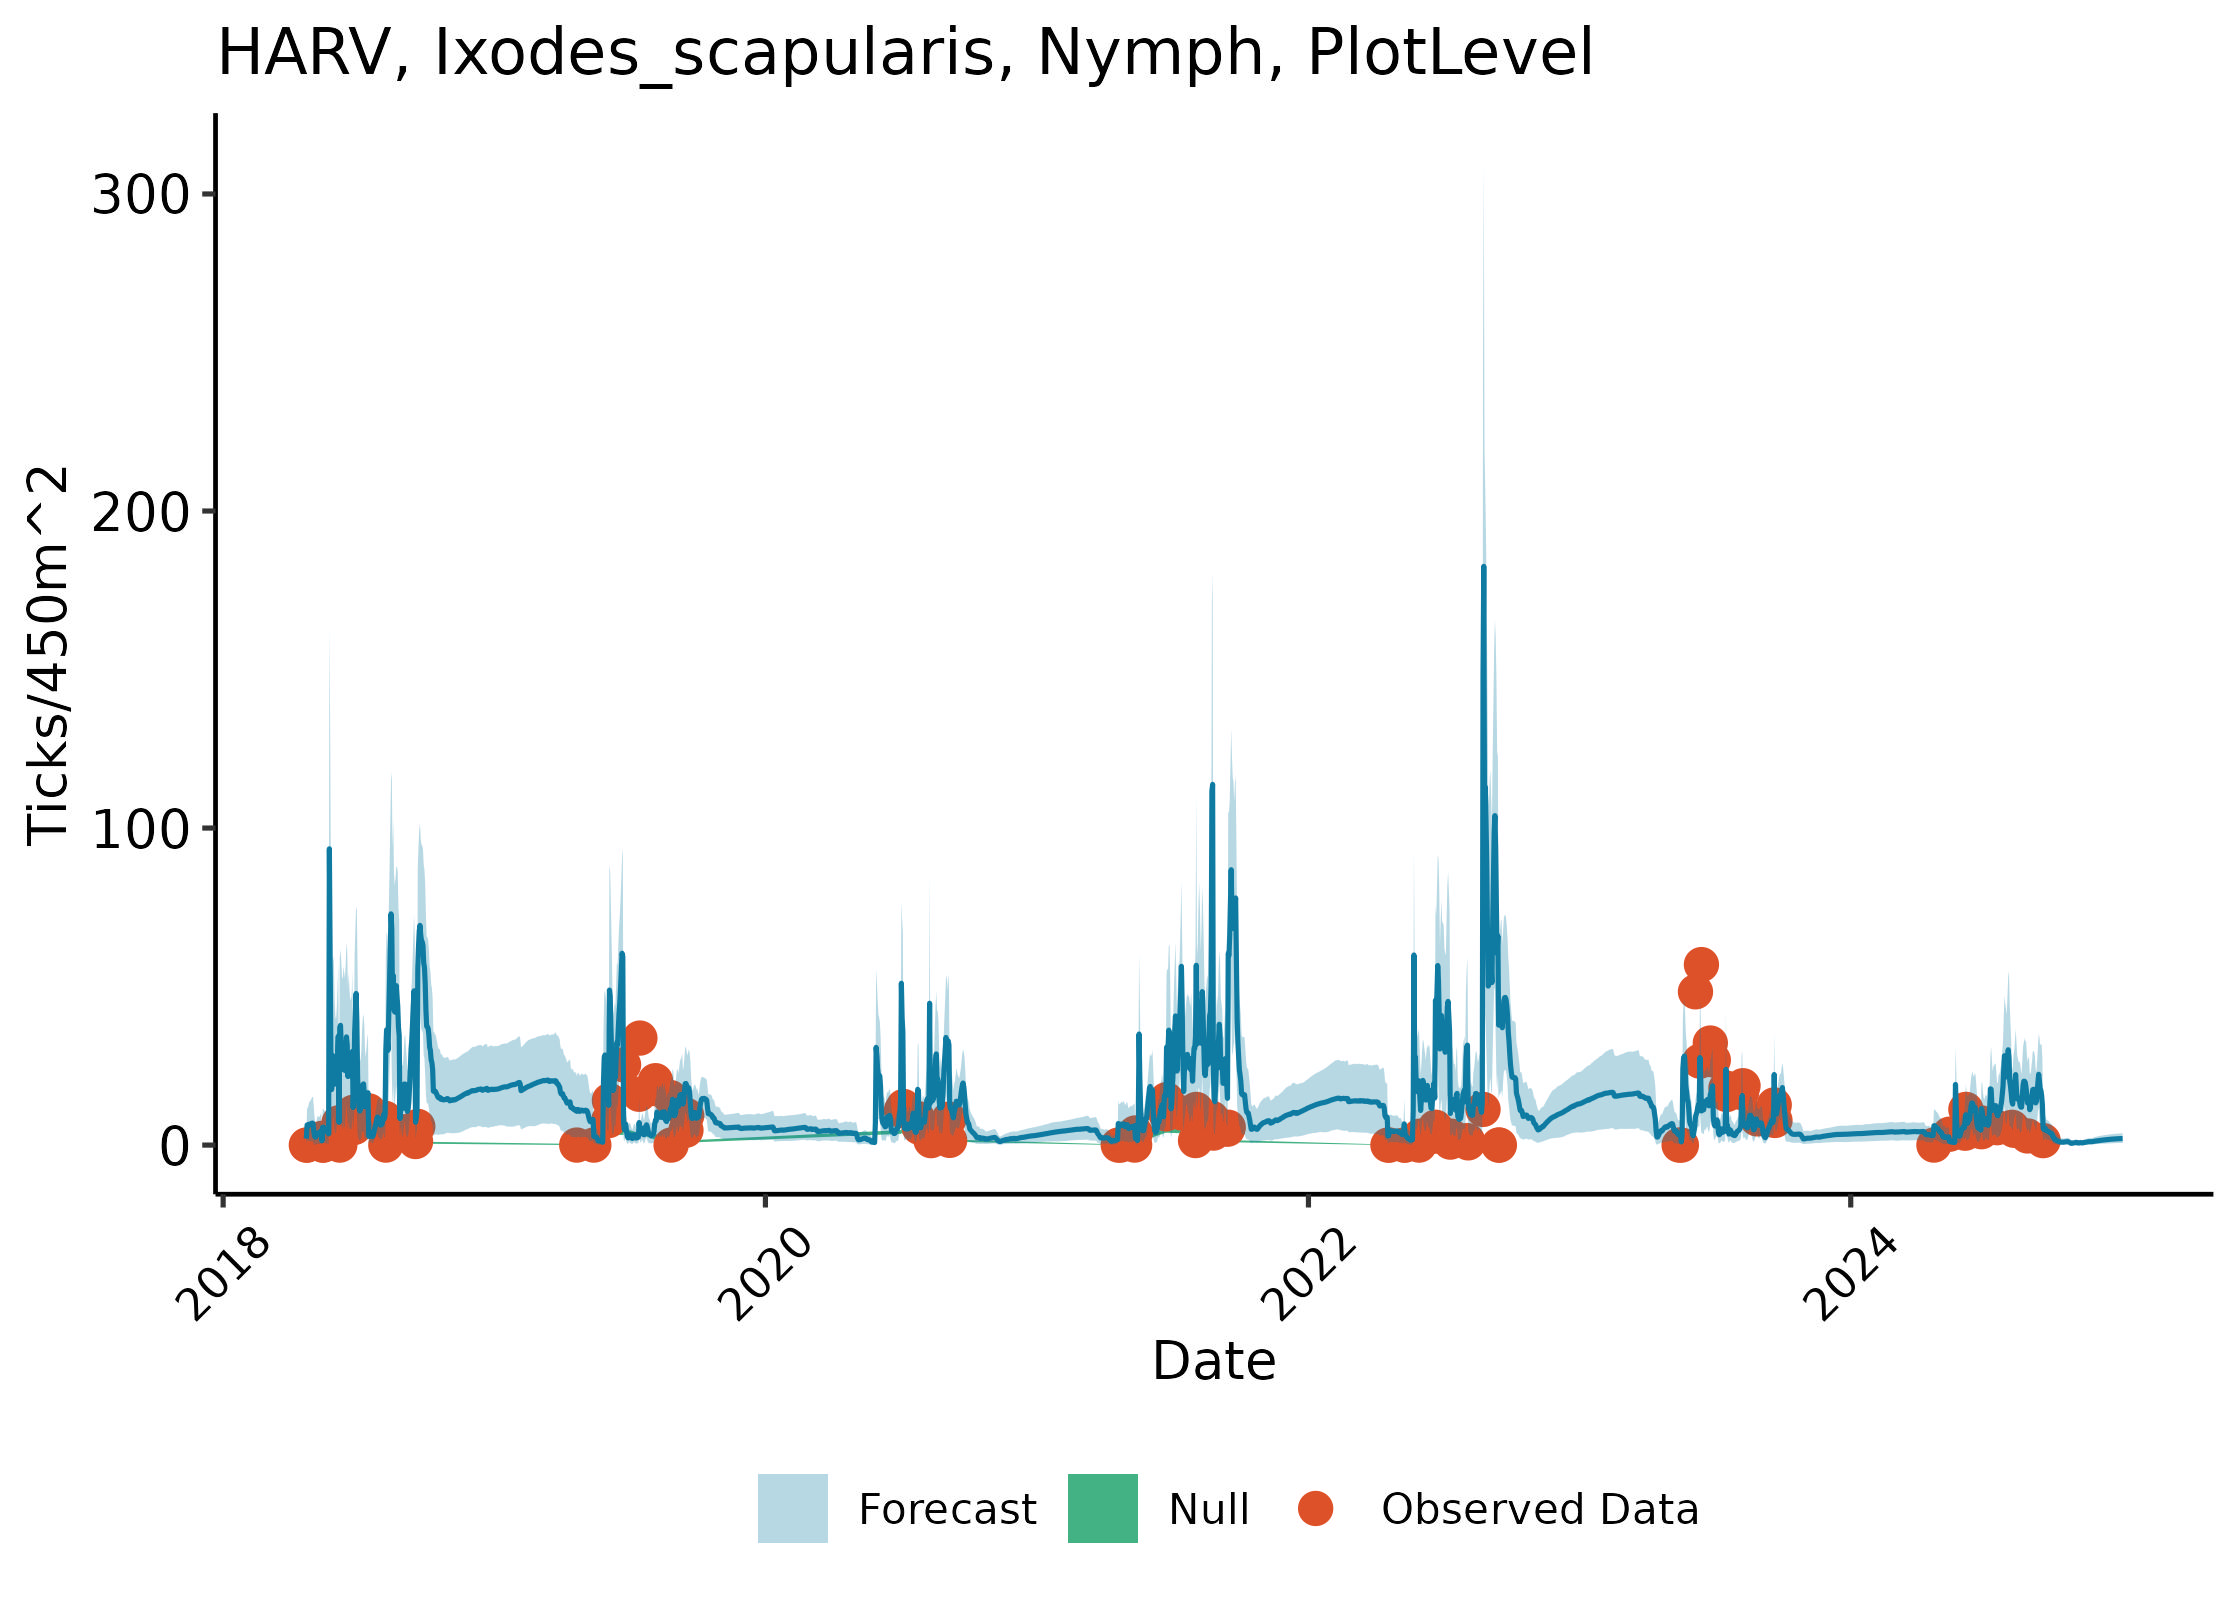 HARV, Ixodes_scapularis, Nymph, PlotLevel
Ticks/450m^2
300
200
100
0
2018
2020
2022
2024
Date
Forecast
Null
Observed Data